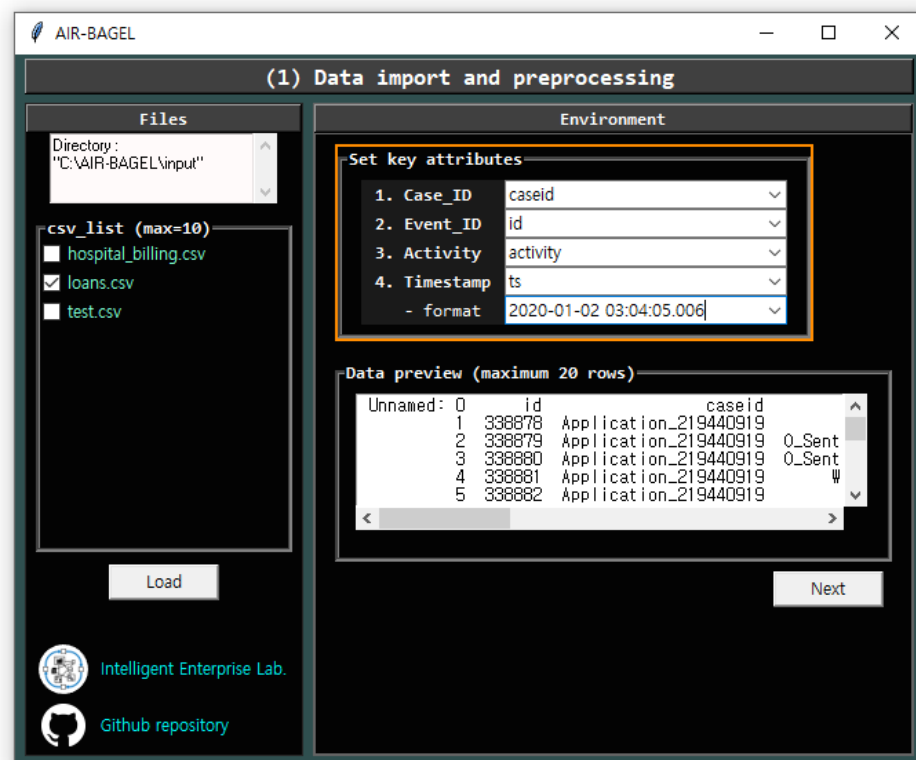 AIR-BAGEL
(1) Data import and preprocessing
Files
Directory :
"C:\AIR-BAGEL\input"
csv_list (max=10)
hospital_billing.csv
loans.csv
test.csv
Load
Intelligent Enterprise Lab.
Github repository
Environment
Set key attributes
1. Case_ID caseid
2. Event_ID id
3. Activity activity
4. Timestamp ts
- format 2020-01-02 03:04:05.006
Data preview (maximum 20 rows)
Unnamed: 0 id caseid
1 338878 Application_219440919
2 338879 Application_219440919 O_Sent
3 338880 Application_219440919 O_Sent
4 338881 Application_219440919 W
5 338882 Application_219440919
Next